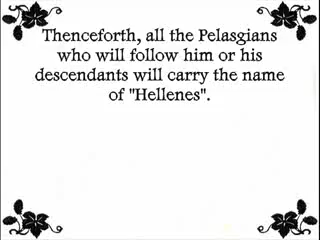 Thenceforth, all the Pelasgians
who will follow him or his
descendants will carry the name
of "Hellenes".